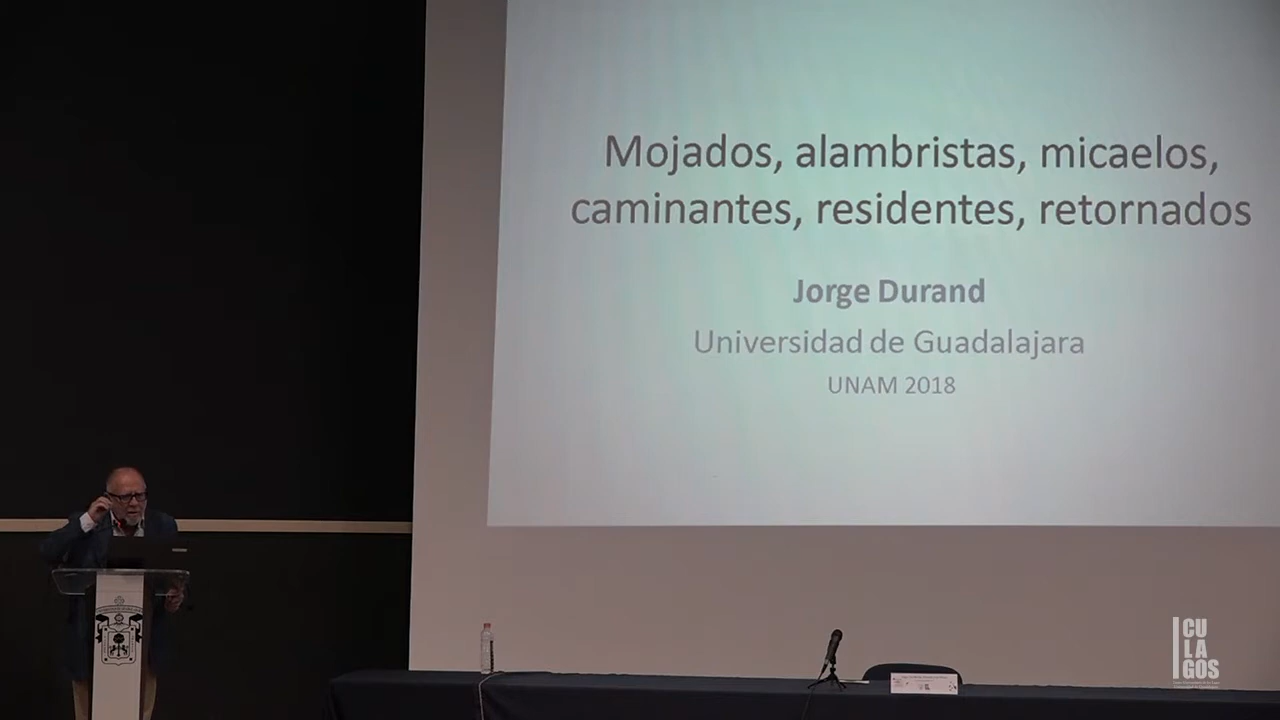 Mojados, alambristas, micaelos,
caminantes, residentes, retornados
Jorge Durand
Universidad de Guadalajara
UNAM 2018
CU
LA
GOS